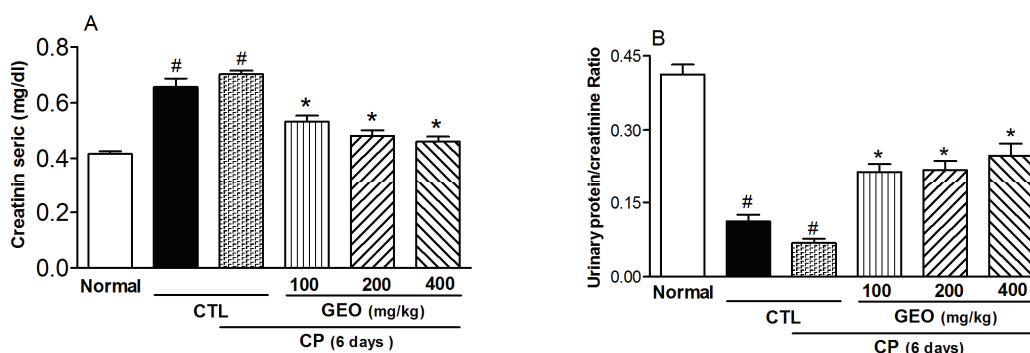 A
Creatinin seric (mg/dl)
0.8
0.6
0.4
0.2
0.0
#
#
*
*
*
Normal
100
200
400
CTL
GEO (mg/kg)
CP (6 days )
B
Urinary protein/creatinine Ratio
0.45
0.30
0.15
0.00
#
#
*
*
*
Normal
100
200
400
CTL
GEO (mg/kg)
CP (6 days)